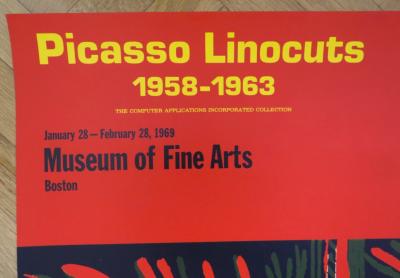 Picasso Linocuts
1958-1963
THE COMPUTER APPLICATIONS INCORPORATED COLLECTION
January 28 — February 28, 1969
Museum of Fine Arts
Boston